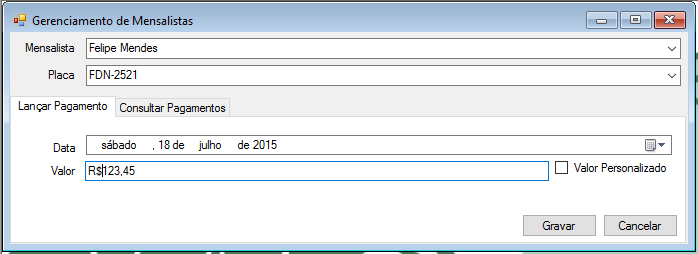 Gerenciamento de Mensalistas
Mensalista Felipe Mendes
Placa FDN-2521
Lançar Pagamento Consultar Pagamentos
Data sábado , 18 de julho de 2015
Valor R$123,45 Valor Personalizado
Gravar Cancelar